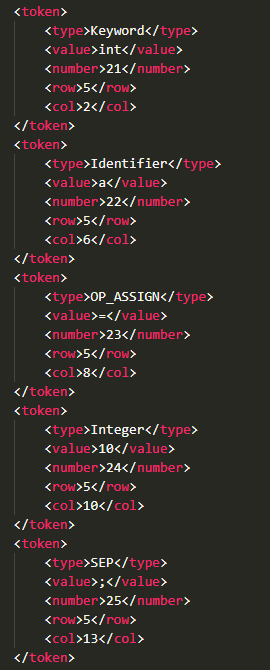 <token>
<type>Keyword</type>
<value>int</value>
<number>21</number>
<row>5</row>
<col>2</col>
</token>
<token>
<type>Identifier</type>
<value>a</value>
<number>22</number>
<row>5</row>
<col>6</col>
</token>
<token>
<type>OP_ASSIGN</type>
<value>=</value>
<number>23</number>
<row>5</row>
<col>8</col>
</token>
<token>
<type>Integer</type>
<value>10</value>
<number>24</number>
<row>5</row>
<col>10</col>
</token>
<token>
<type>SEP</type>
<value>;</value>
<number>25</number>
<row>5</row>
<col>13</col>
</token>